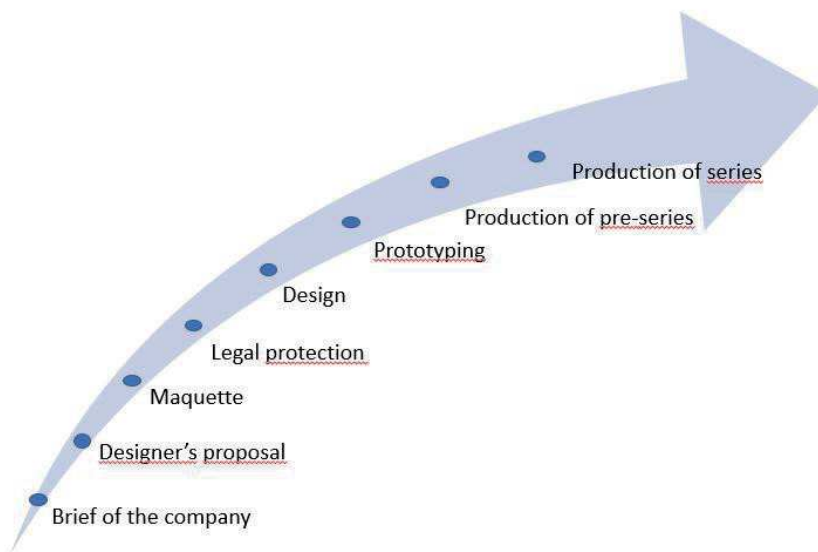 Production of series
Production of pre-series
Prototyping
Design
Legal protection
Maquette
Designer’s proposal
Brief of the company